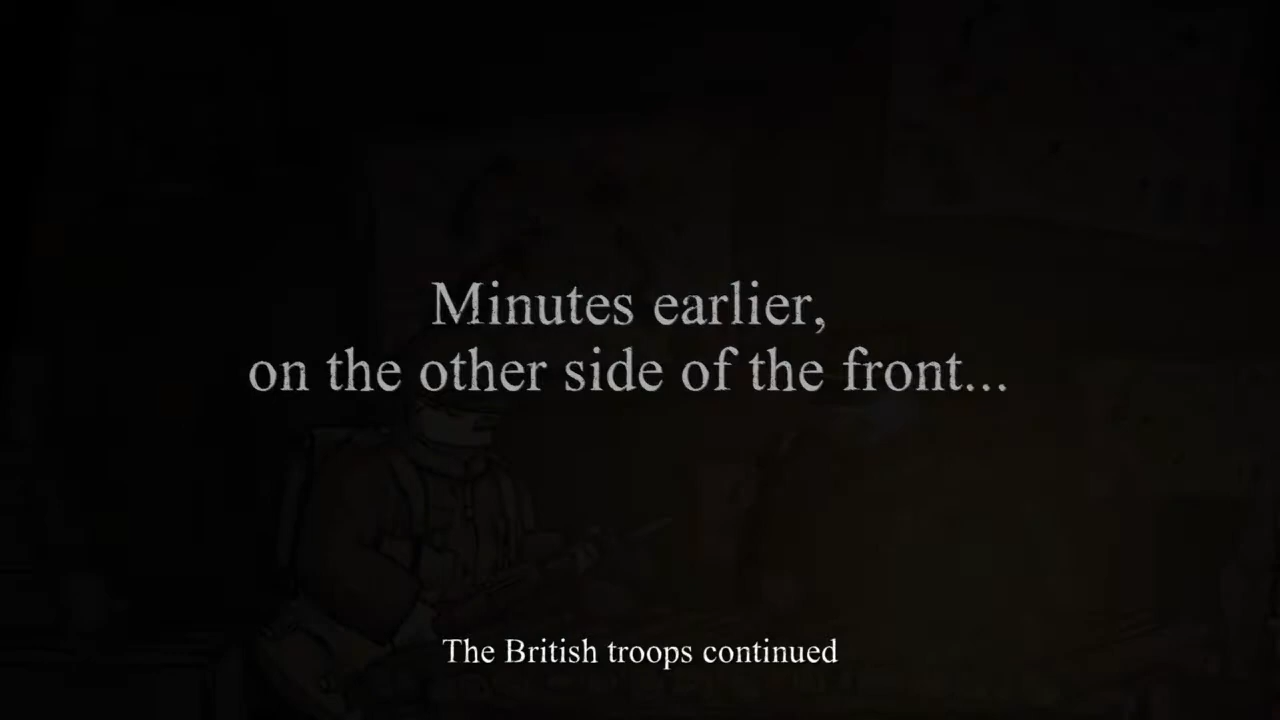 Minutes earlier,
on the other side of the front...
The British troops continued